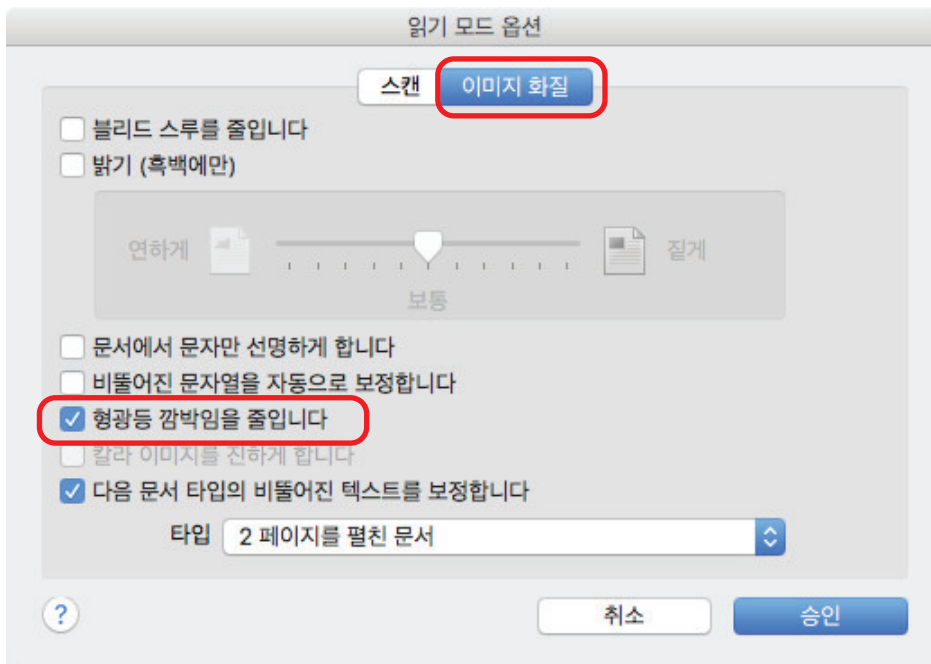 읽기 모드 옵션
스캔 이미지 화질
블리드 스루를 줄입니다
밝기 (흑백에만)
연하게 짙게
보통
문서에서 문자만 선명하게 합니다
비뚤어진 문자열을 자동으로 보정합니다
형광등 깜박임을 줄입니다
칼라 이미지를 진하게 합니다
다음 문서 타입의 비뚤어진 텍스트를 보정합니다
타입 2 페이지를 펼친 문서
? 취소 승인